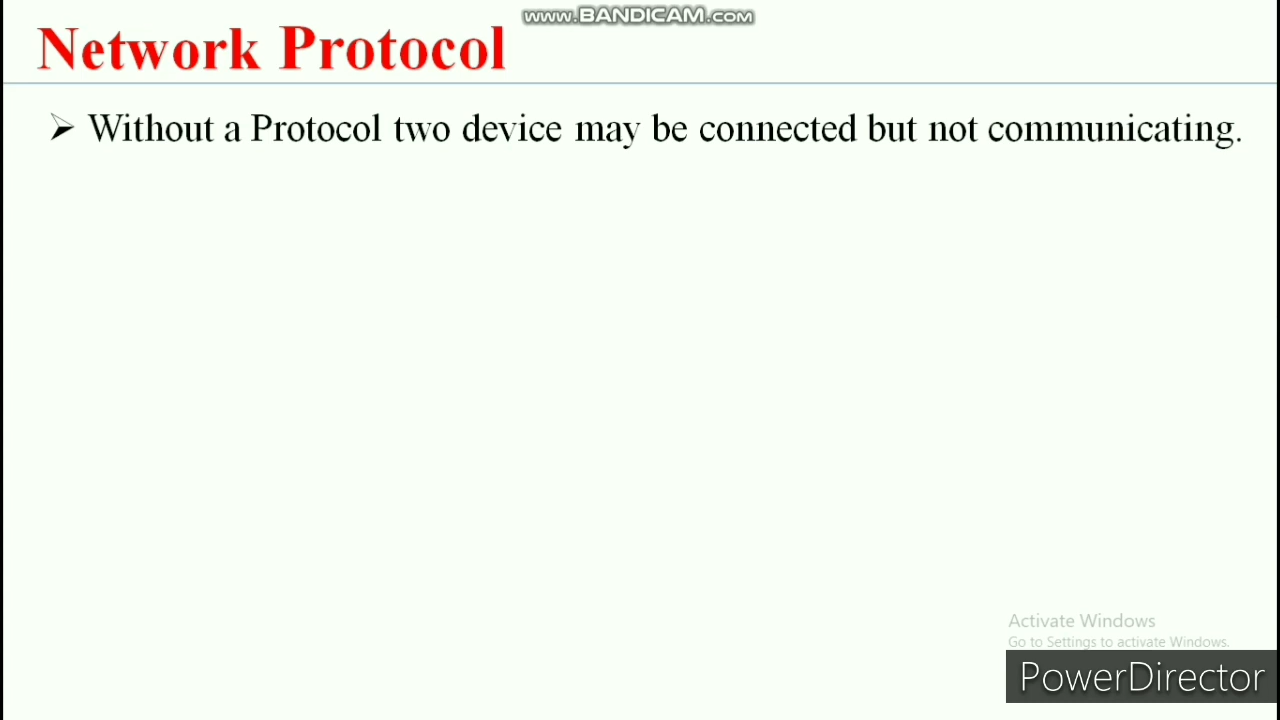 www.BANDICAM.com
Network Protocol
➢ Without a Protocol two device may be connected but not communicating.
Activate Windows
Go to Settings to activate Windows.
PowerDirector